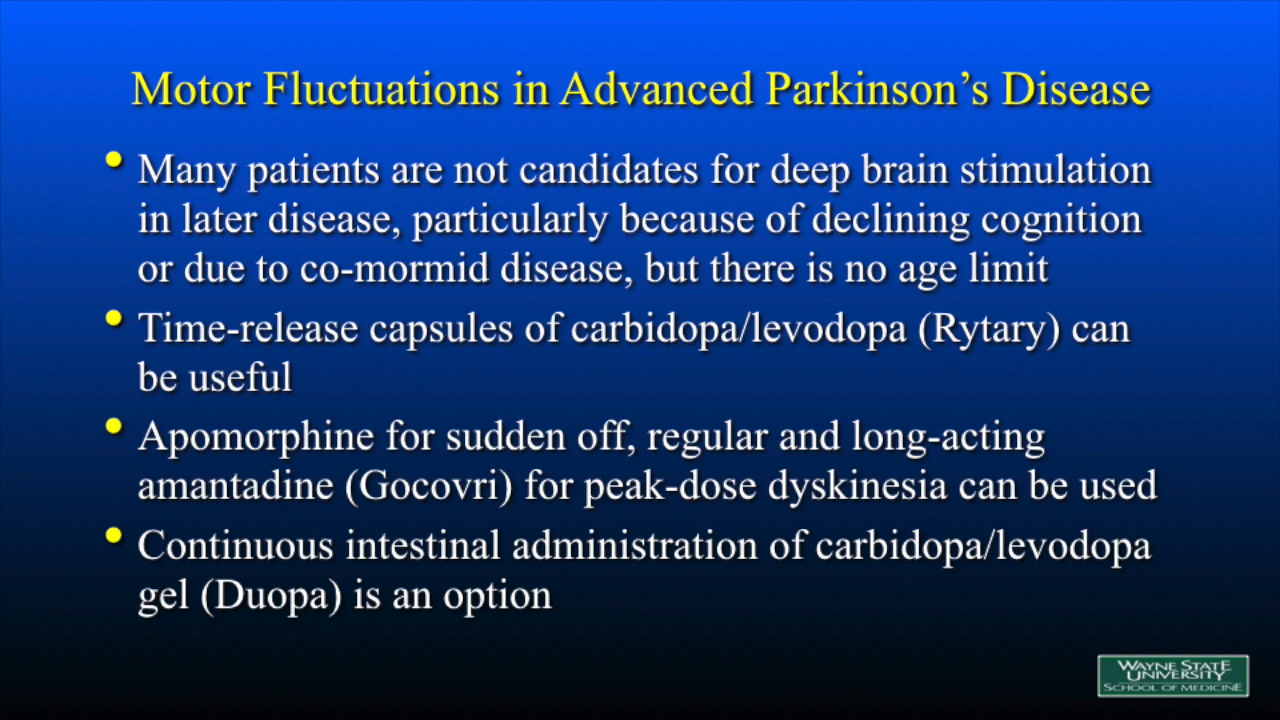 Motor Fluctuations in Advanced Parkinson’s Disease
• Many patients are not candidates for deep brain stimulation
in later disease, particularly because of declining cognition
or due to co-mormid disease, but there is no age limit
• Time-release capsules of carbidopa/levodopa (Rytary) can
be useful
• Apomorphine for sudden off, regular and long-acting
amantadine (Gocovri) for peak-dose dyskinesia can be used
• Continuous intestinal administration of carbidopa/levodopa
gel (Duopa) is an option
WAYNE STATE
UNIVERSITY
SCHOOL OF MEDICINE